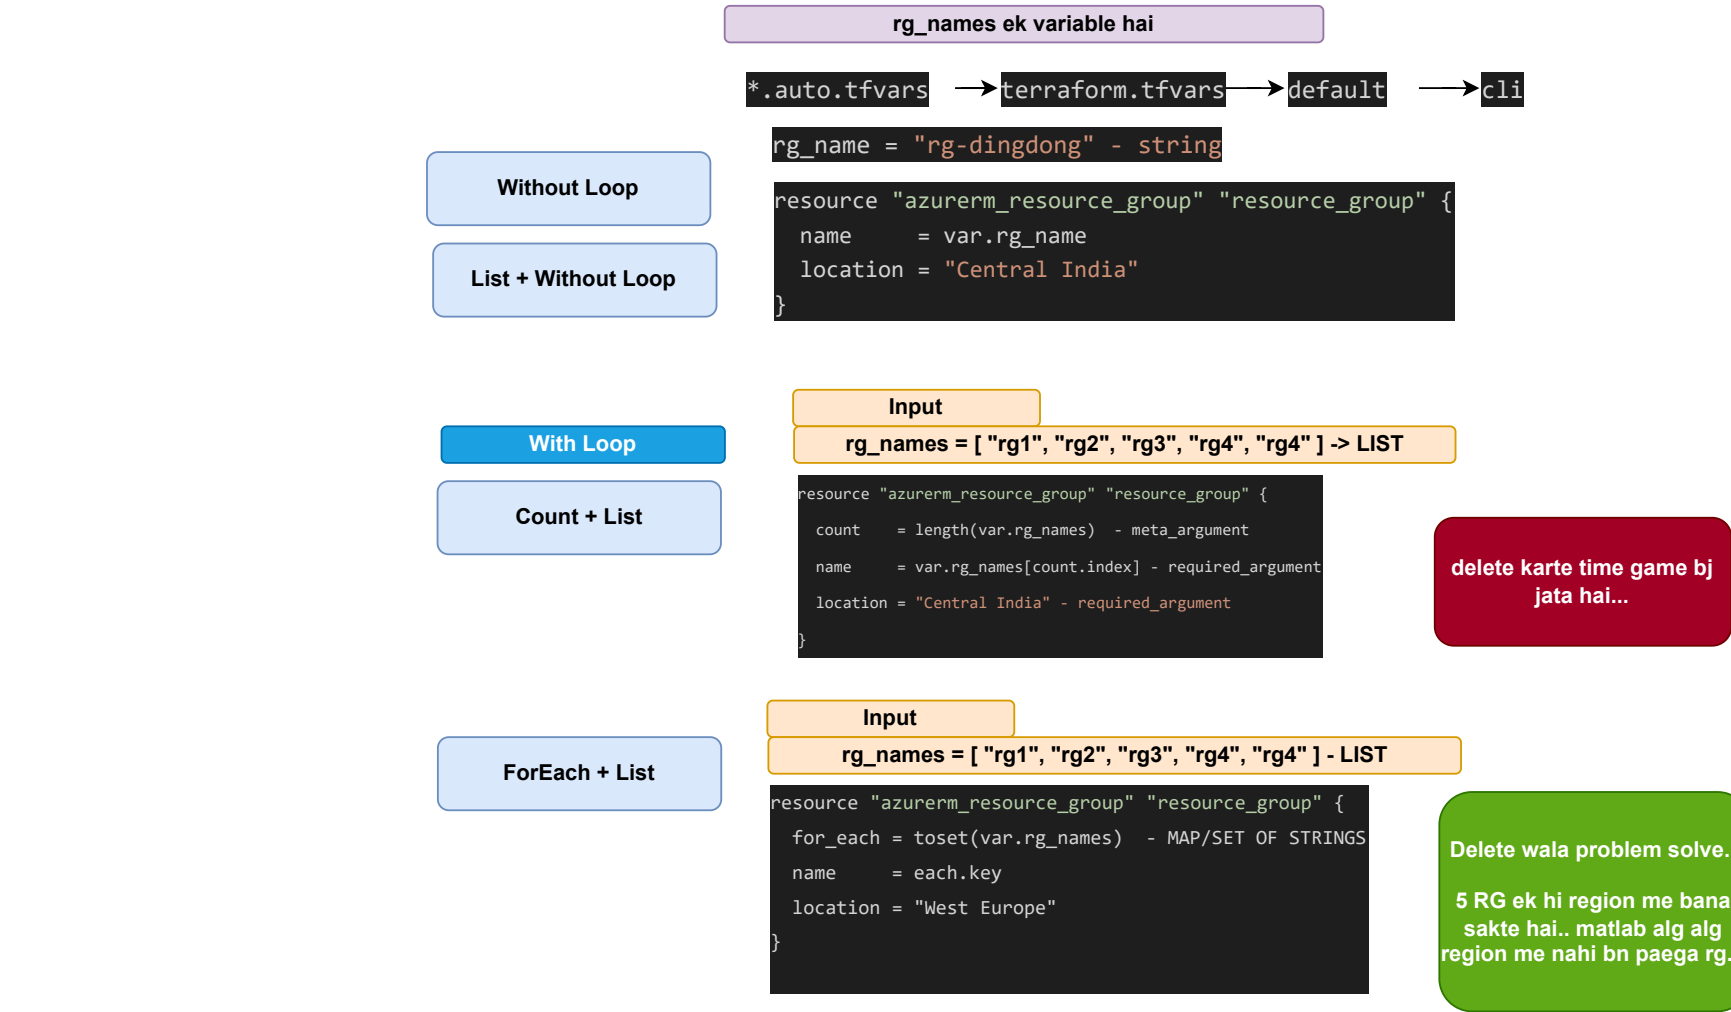 rg_names ek variable hai
*.auto.tfvars terraform.tfvars default cli
rg_name = "rg-dingdong" - string
Without Loop
resource "azurerm_resource_group" "resource_group" {
name = var.rg_name
location = "Central India"
}
List + Without Loop
Input
With Loop
rg_names = [ "rg1", "rg2", "rg3", "rg4", "rg4" ] -> LIST
Count + List
resource "azurerm_resource_group" "resource_group" {
count = length(var.rg_names) - meta_argument
name = var.rg_names[count.index] - required_argument
location = "Central India" - required_argument
}
delete karte time game bj
jata hai...
Input
rg_names = [ "rg1", "rg2", "rg3", "rg4", "rg4" ] - LIST
ForEach + List
resource "azurerm_resource_group" "resource_group" {
for_each = toset(var.rg_names) - MAP/SET OF STRINGS
name = each.key
location = "West Europe"
}
Delete wala problem solve.
5 RG ek hi region me bana
sakte hai.. matlab alg alg
region me nahi bn paega rg.